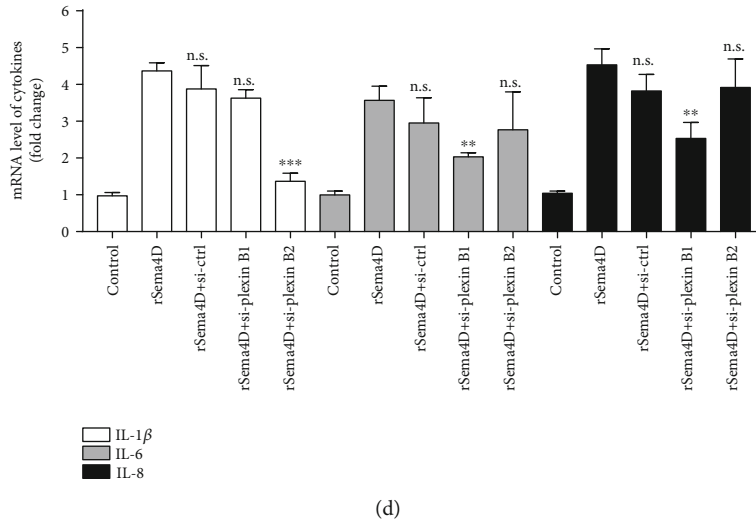 mRNA level of cytokines
(fold change)
6
5
4
3
2
1
0
n.s.
n.s.
***
n.s.
**
n.s.
n.s.
**
n.s.
Control
rSema4D
rSema4D+si-ctrl
rSema4D+si-plexin B1
rSema4D+si-plexin B2
Control
rSema4D
rSema4D+si-ctrl
rSema4D+si-plexin B1
rSema4D+si-plexin B2
Control
rSema4D
rSema4D+si-ctrl
rSema4D+si-plexin B1
rSema4D+si-plexin B2
IL-1β
IL-6
IL-8
(d)